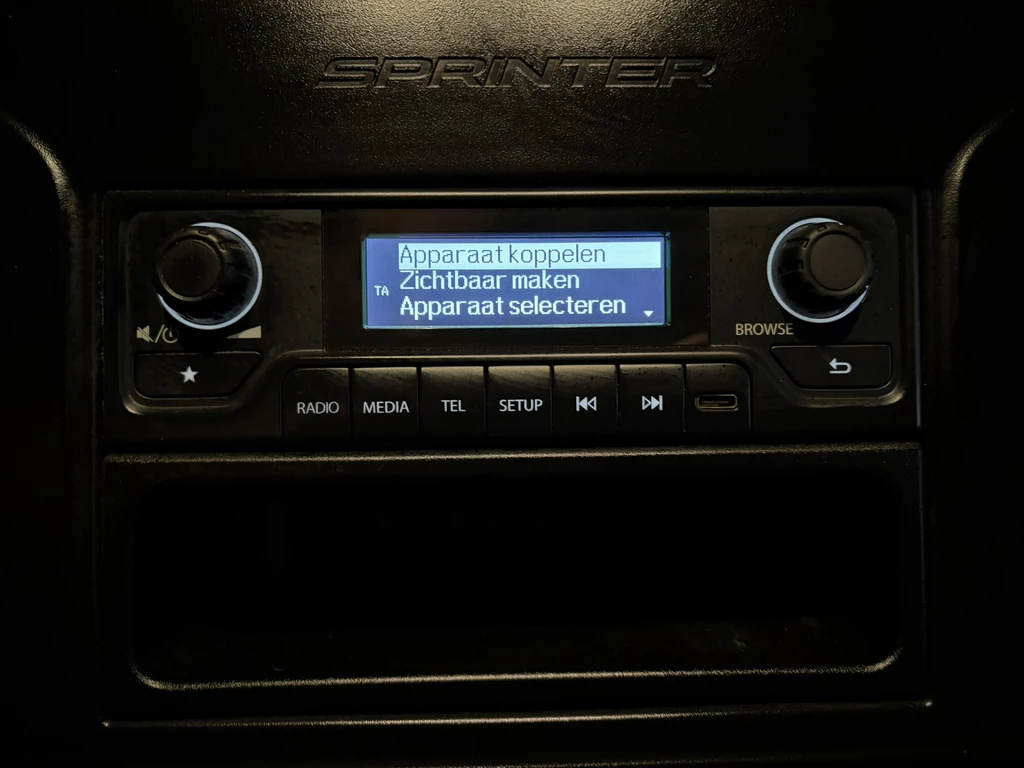 SPRINTER
Apparaat koppelen
Zichtbaar maken
TA
Apparaat selecteren
BROWSE
RADIO
MEDIA
TEL
SETUP